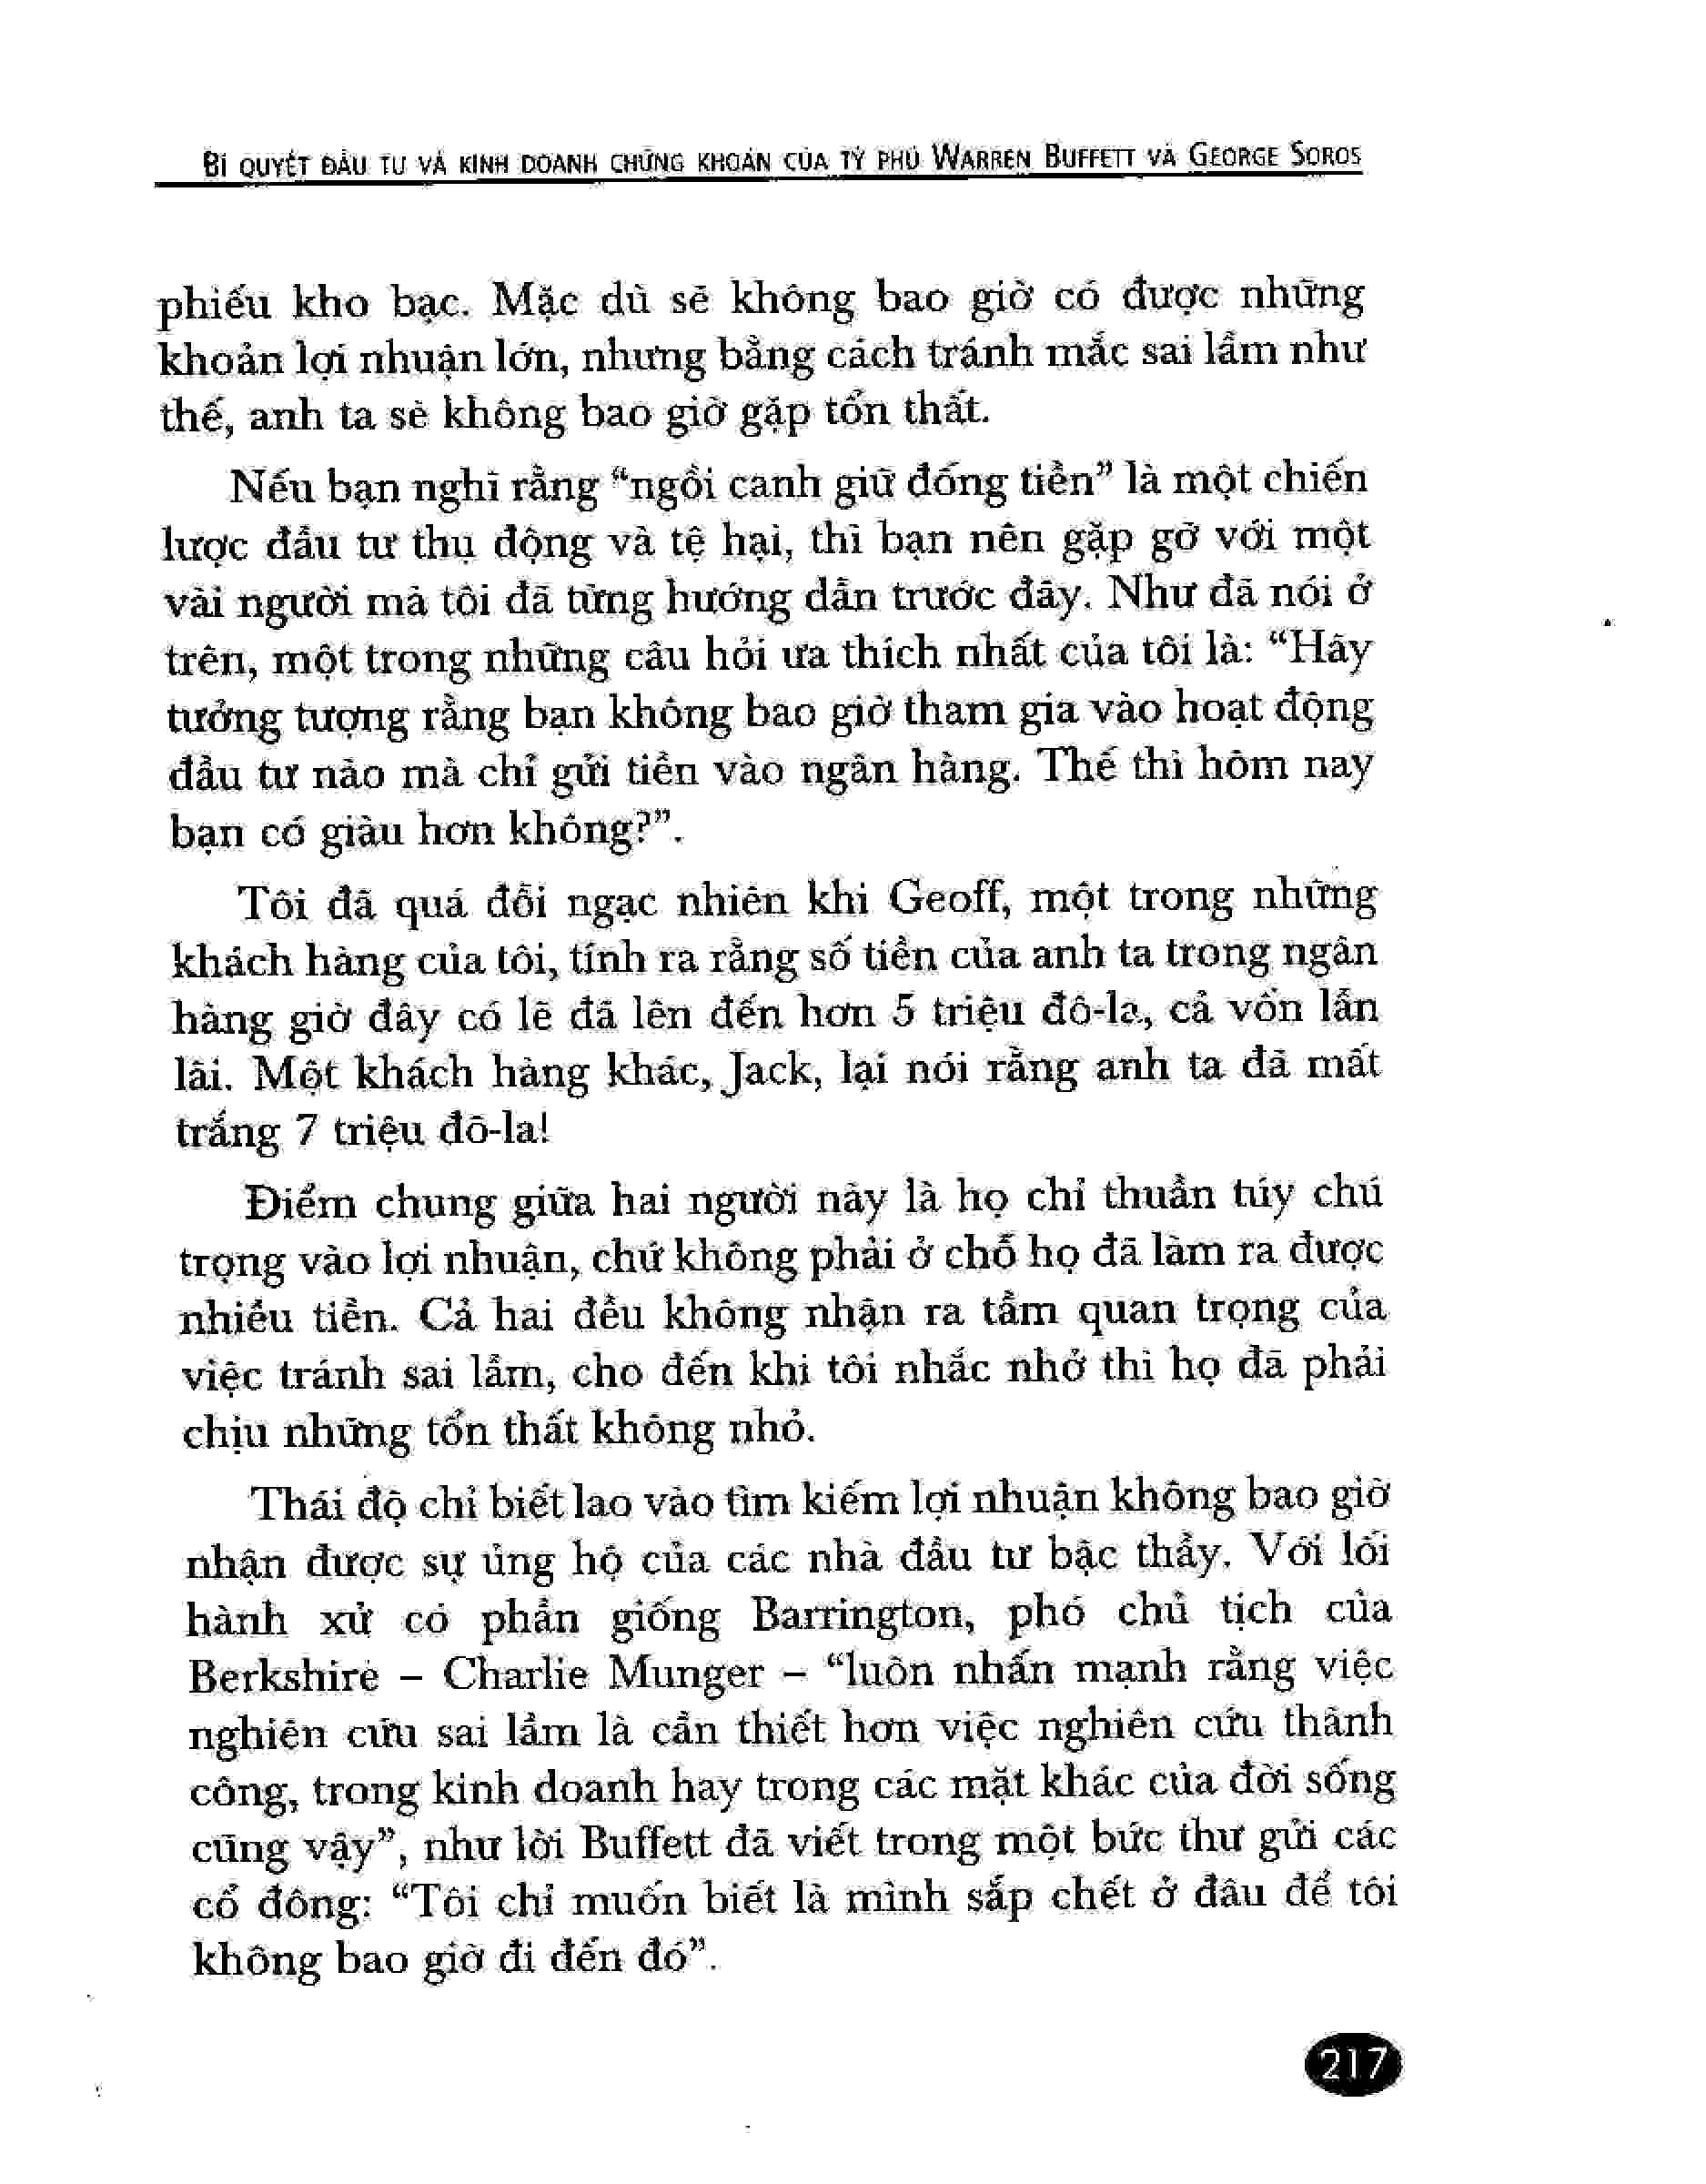 BÍ QUYẾT ĐẦU TƯ VÀ KINH DOANH CHỨNG KHOÁN CỦA TỶ PHÚ WARREN BUFFETT VÀ GEORGE SOROS
phiếu kho bạc. Mặc dù sẽ không bao giờ có được những
khoản lợi nhuận lớn, nhưng bằng cách tránh mắc sai lầm như
thế, anh ta sẽ không bao giờ gặp tổn thất.
Nếu bạn nghĩ rằng “ngồi canh giữ đống tiền” là một chiến
lược đầu tư thụ động và tệ hại, thì bạn nên gặp gỡ với một
vài người mà tôi đã từng hướng dẫn trước đây. Như đã nói ở
trên, một trong những câu hỏi ưa thích nhất của tôi là: “Hãy
tưởng tượng rằng bạn không bao giờ tham gia vào hoạt động
đầu tư nào mà chỉ gửi tiền vào ngân hàng. Thế thì hôm nay
bạn có giàu hơn không?”.
Tôi đã quá đỗi ngạc nhiên khi Geoff, một trong những
khách hàng của tôi, tính ra rằng số tiền của anh ta trong ngân
hàng giờ đây có lẽ đã lên đến hơn 5 triệu đô-la, cả vốn lẫn
lãi. Một khách hàng khác, Jack, lại nói rằng anh ta đã mất
trắng 7 triệu đô-la!
Điểm chung giữa hai người này là họ chỉ thuần túy chú
trọng vào lợi nhuận, chứ không phải ở chỗ họ đã làm ra được
nhiều tiền. Cả hai đều không nhận ra tầm quan trọng của
việc tránh sai lầm, cho đến khi tôi nhắc nhở thì họ đã phải
chịu những tổn thất không nhỏ.
Thái độ chỉ biết lao vào tìm kiếm lợi nhuận không bao giờ
nhận được sự ủng hộ của các nhà đầu tư bậc thầy. Với lối
hành xử có phần giống Barrington, phó chủ tịch của
Berkshire – Charlie Munger – “luôn nhấn mạnh rằng việc
nghiên cứu sai lầm là cần thiết hơn việc nghiên cứu thành
công, trong kinh doanh hay trong các mặt khác của đời sống
cũng vậy”, như lời Buffett đã viết trong một bức thư gửi các
cổ đông: “Tôi chỉ muốn biết là mình sắp chết ở đâu để tôi
không bao giờ đi đến đó”.
217